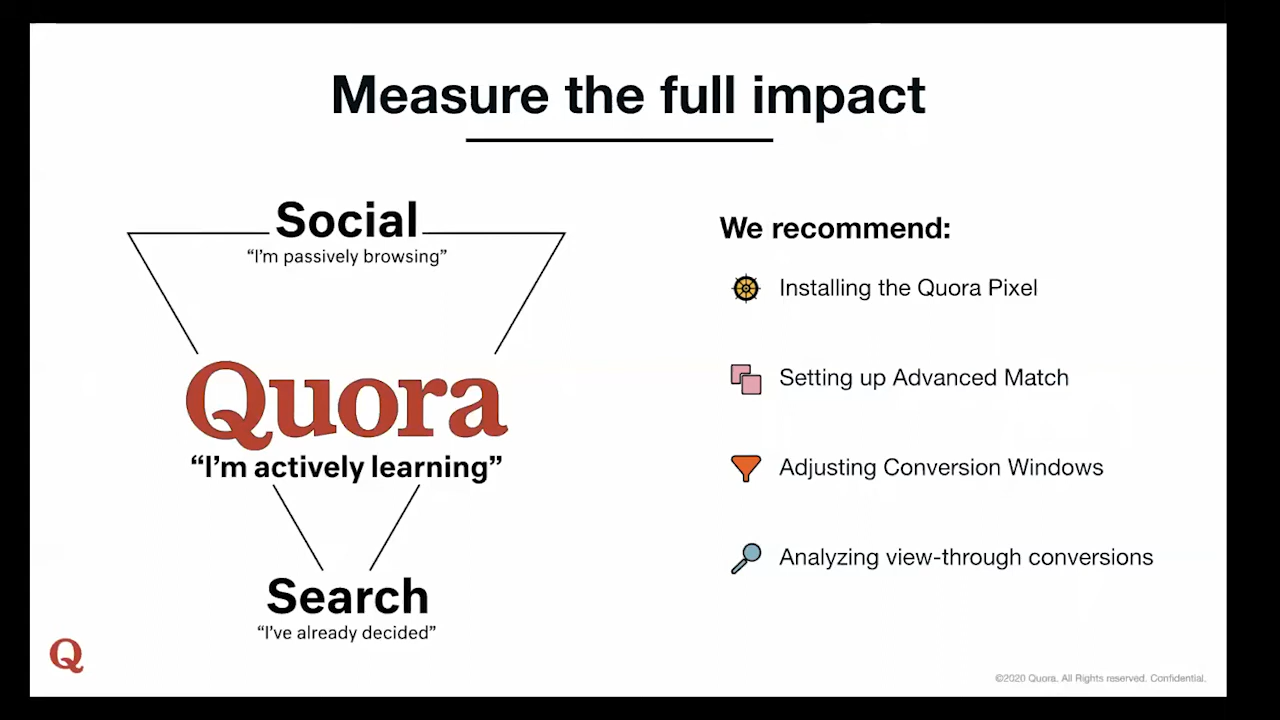 Measure the full impact
Social
“I’m passively browsing”
Quora
“I’m actively learning”
Search
“I’ve already decided”
We recommend:
Installing the Quora Pixel
Setting up Advanced Match
Adjusting Conversion Windows
Analyzing view-through conversions
Q
©2020 Quora. All Rights reserved. Confidential.